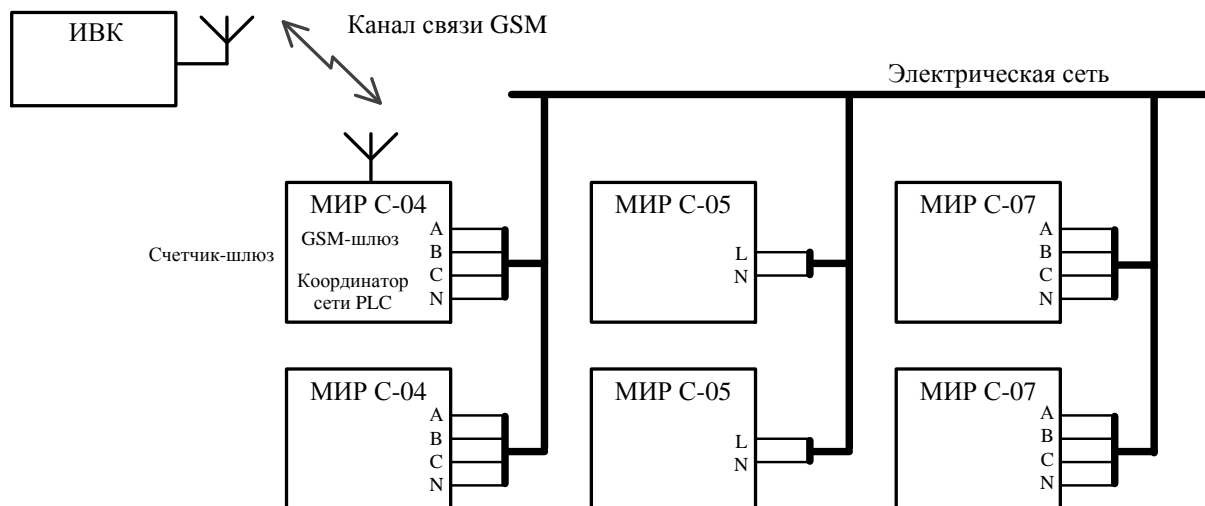 ИВК
Канал связи GSM
Электрическая сеть
МИР С-04
GSM-шлюз
Координатор
сети PLC
A
B
C
N
Счетчик-шлюз
МИР С-05
L
N
МИР С-07
A
B
C
N
МИР С-04
A
B
C
N
МИР С-05
L
N
МИР С-07
A
B
C
N